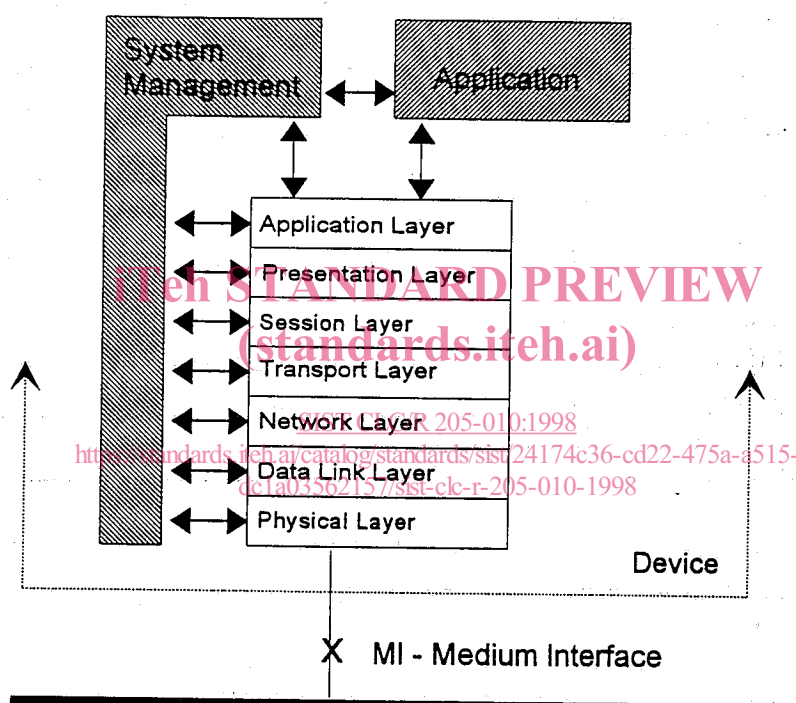 System
Management
Application
Application Layer
Presentation Layer
iTeh STANDARD PREVIEW
Session Layer
(standards.iteh.ai)
Transport Layer
Network Layer
SIST CLC/R 205-010:1998
https://standards.iteh.ai/catalog/standards/sist/24174c36-cd22-475a-a515-
Data Link Layer
dc1a03562157/sist-clc-r-205-010-1998
Physical Layer
Device
X MI - Medium Interface